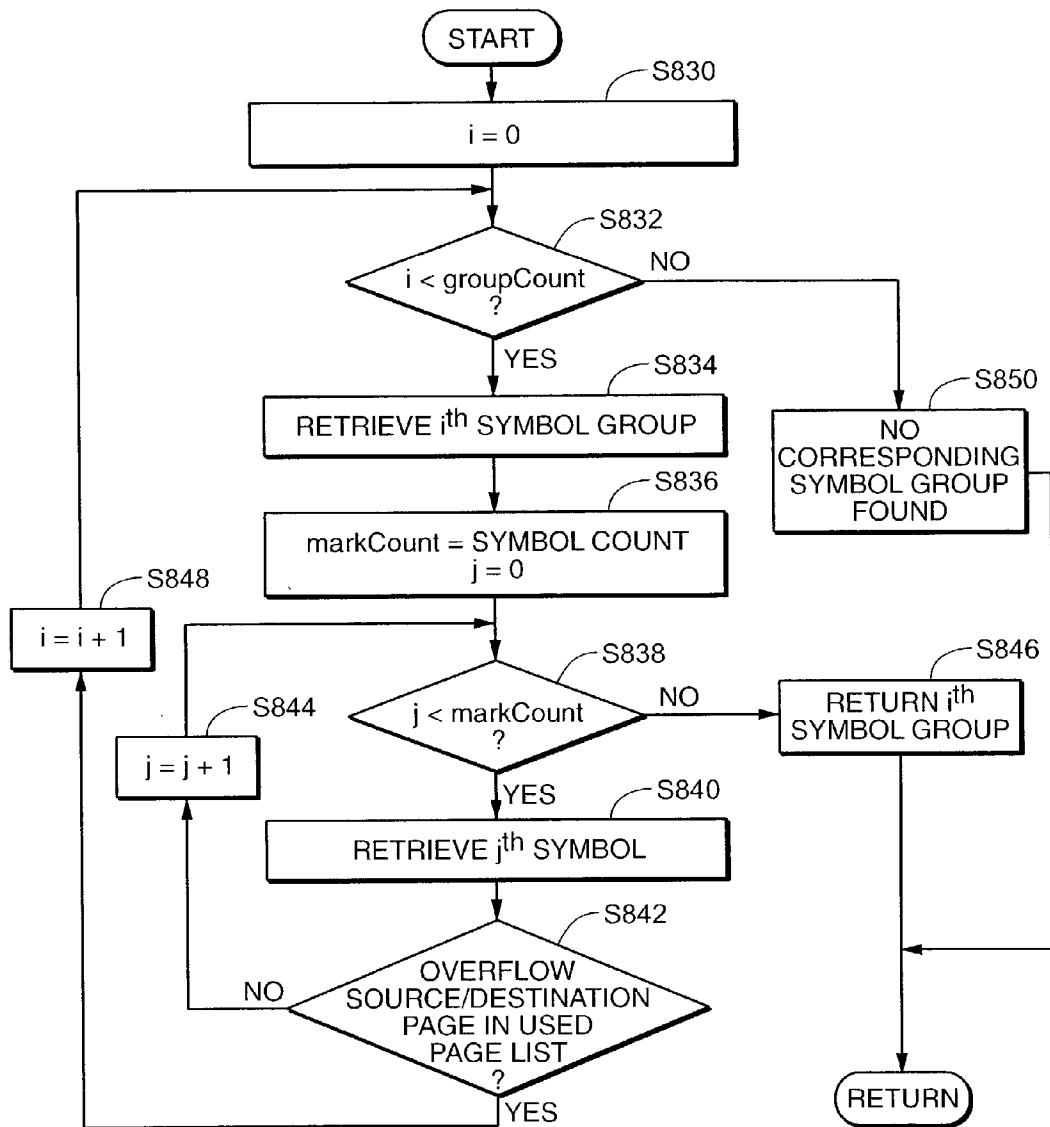 START
S830
i = 0
S832
i < groupCount
?
NO
YES
S834
RETRIEVE ith SYMBOL GROUP
S850
NO
CORRESPONDING
SYMBOL GROUP
FOUND
S836
markCount = SYMBOL COUNT
j = 0
S848
i = i + 1
S838
j < markCount
?
NO
YES
S846
RETURN ith
SYMBOL GROUP
S844
j = j + 1
S840
RETRIEVE jth SYMBOL
S842
OVERFLOW
SOURCE/DESTINATION
PAGE IN USED
PAGE LIST
?
NO
YES
RETURN